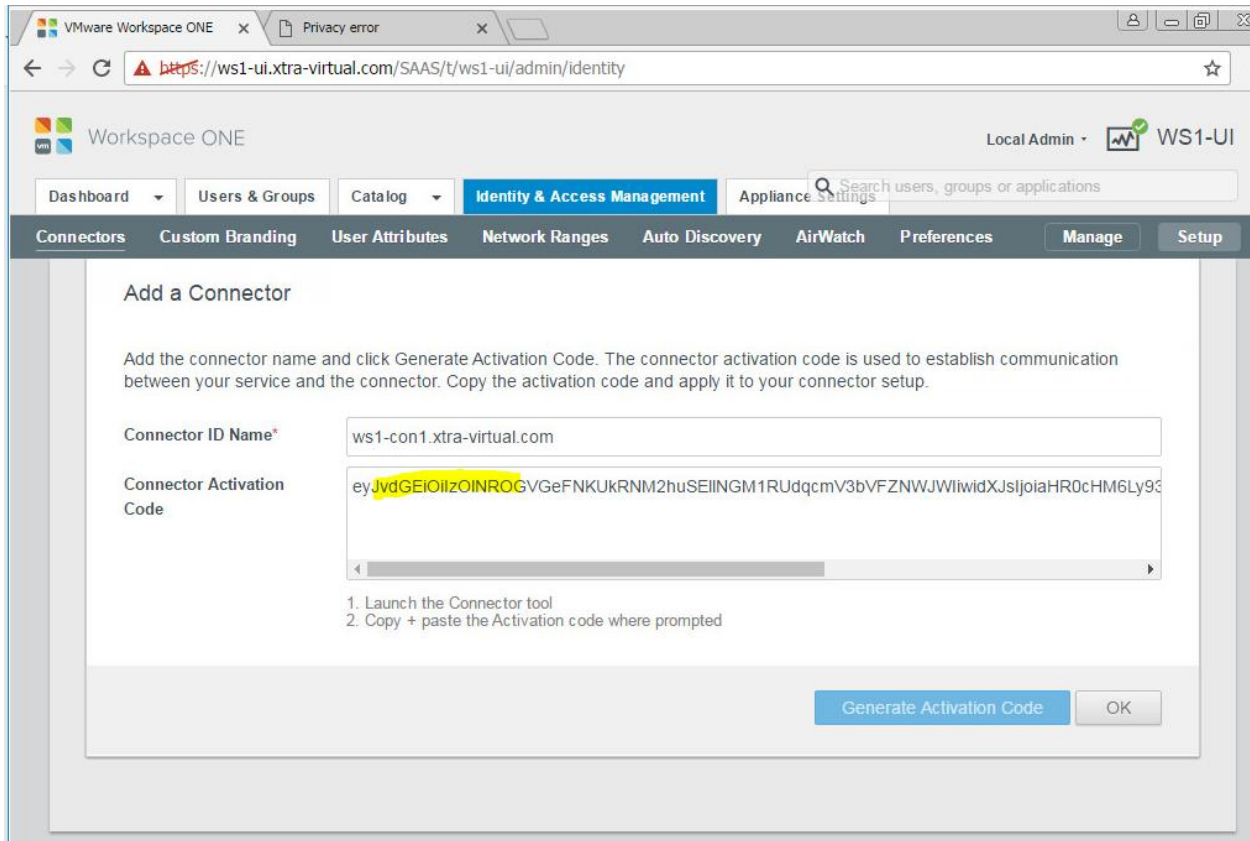 VMware Workspace ONE
Privacy error
https://ws1-ui.xtra-virtual.com/SAAS/t/ws1-ui/admin/identity
vm
Workspace ONE
Local Admin
WS1-UI
Search users, groups or applications
Dashboard
Users & Groups
Catalog
Identity & Access Management
Appliance Settings
Connectors
Custom Branding
User Attributes
Network Ranges
Auto Discovery
AirWatch
Preferences
Manage
Setup
Add a Connector
Add the connector name and click Generate Activation Code. The connector activation code is used to establish communication
between your service and the connector. Copy the activation code and apply it to your connector setup.
Connector ID Name*
ws1-con1.xtra-virtual.com
Connector Activation
Code
1. Launch the Connector tool
2. Copy + paste the Activation code where prompted
Generate Activation Code
OK